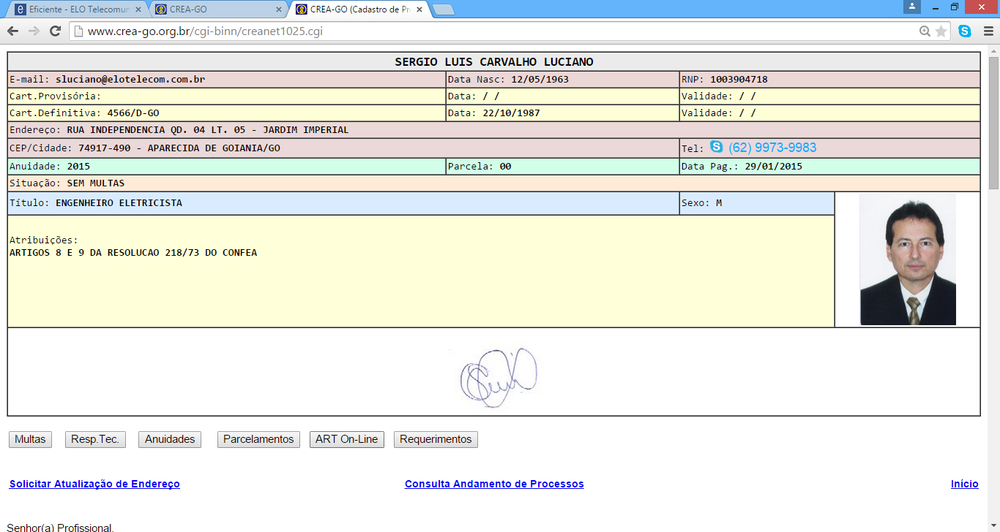 Eficiente - ELO Telecomun
CREA-GO
CREA-GO (Cadastro de Pr
www.crea-go.org.br/cgi-binn/creanet1025.cgi
SERGIO LUIS CARVALHO LUCIANO
E-mail: sluciano@elotelecom.com.br Data Nasc: 12/05/1963 RNP: 1003904718
Cart.Provisória: Data: / / Validade: / /
Cart.Definitiva: 4566/D-GO Data: 22/10/1987 Validade: / /
Endereço: RUA INDEPENDENCIA QD. 04 LT. 05 - JARDIM IMPERIAL
CEP/Cidade: 74917-490 - APARECIDA DE GOIANIA/GO Tel: (62) 9973-9983
Anuidade: 2015 Parcela: 00 Data Pag.: 29/01/2015
Situação: SEM MULTAS
Título: ENGENHEIRO ELETRICISTA Sexo: M
Atribuições:
ARTIGOS 8 E 9 DA RESOLUCAO 218/73 DO CONFEA
Multas Resp.Tec. Anuidades Parcelamentos ART On-Line Requerimentos
Solicitar Atualização de Endereço Consulta Andamento de Processos Início
Senhor(a) Profissional,